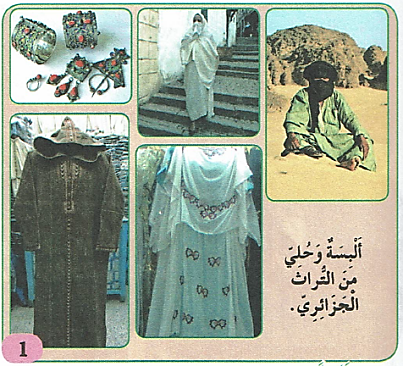 أَلْبِسَةٌ وَحُلِيّ
مِنَ التُّرَاثِ
الْجَزَائِرِيّ.
1